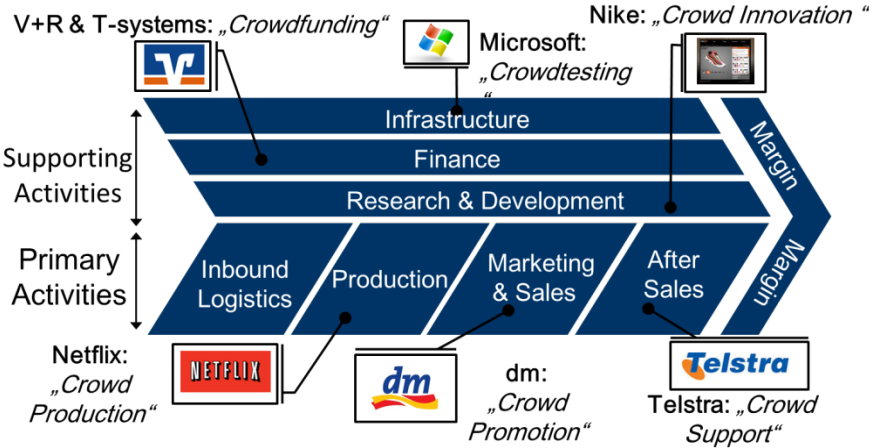 V+R & T-systems: „Crowdfunding“
Microsoft:
„Crowdtesting
“
Nike: „Crowd Innovation “
Supporting
Activities
Infrastructure
Finance
Research & Development
Margin
Primary
Activities
Inbound
Logistics
Production
Marketing
& Sales
After
Sales
Margin
Netflix:
„Crowd
Production“
NETFLIX
dm
dm:
„Crowd
Promotion“
Telstra
Telstra: „Crowd
Support“